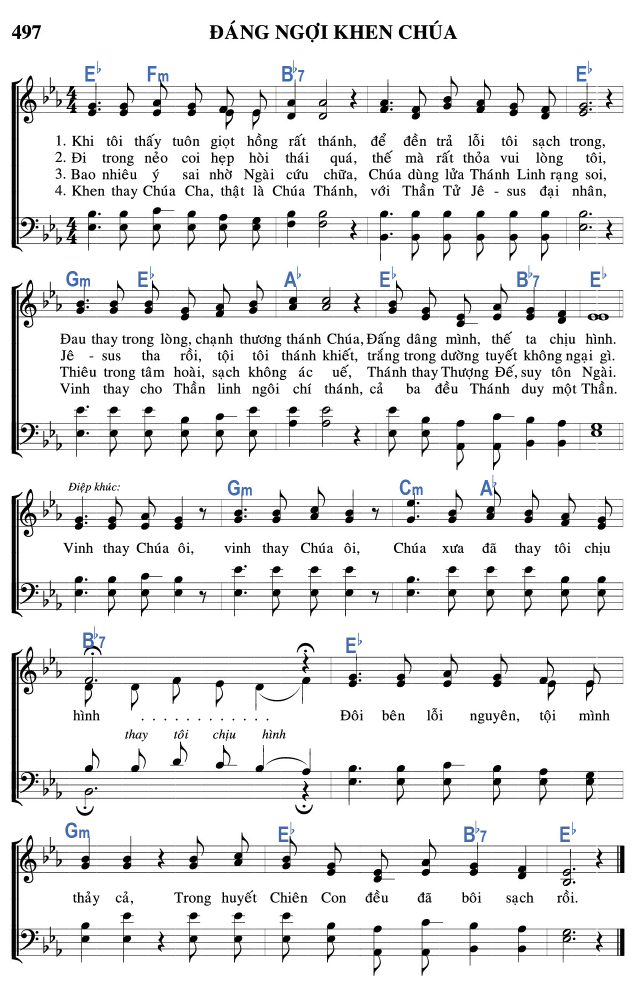 497 ĐÁNG NGỢI KHEN CHÚA
E♭ Fm B♭7 E♭
1. Khi tôi thấy tuôn giọt hồng rất thánh, để đền trả lỗi tôi sạch trong,
2. Đi trong nẻo coi hẹp hòi thái quá, thế mà rất thỏa vui lòng tôi,
3. Bao nhiêu ý sai nhờ Ngài cứu chữa, Chúa dùng lửa Thánh Linh rạng soi,
4. Khen thay Chúa Cha, thật là Chúa Thánh, với Thần Tử Jê - sus đại nhân,
Gm E♭ A♭ E♭ B♭7 E♭
Đau thay trong lòng, chạnh thương thánh Chúa, Đấng dâng mình, thế ta chịu hình.
Jê - sus tha rồi, tội tôi thánh khiết, trắng trong dường tuyết không ngại gì.
Thiêu trong tâm hoài, sạch không ác uế, Thánh thay Thượng Đế, suy tôn Ngài.
Vinh thay cho Thần linh ngôi chí thánh, cả ba đều Thánh duy một Thần.
Điệp khúc: Gm Cm A♭
Vinh thay Chúa ôi, vinh thay Chúa ôi, Chúa xưa đã thay tôi chịu
B♭7 E♭
hình . . . . . . . . . . . . Đôi bên lỗi nguyên, tội mình
thay tôi chịu hình
Gm E♭ B♭7 E♭
thảy cả, Trong huyết Chiên Con đều đã bôi sạch rồi.